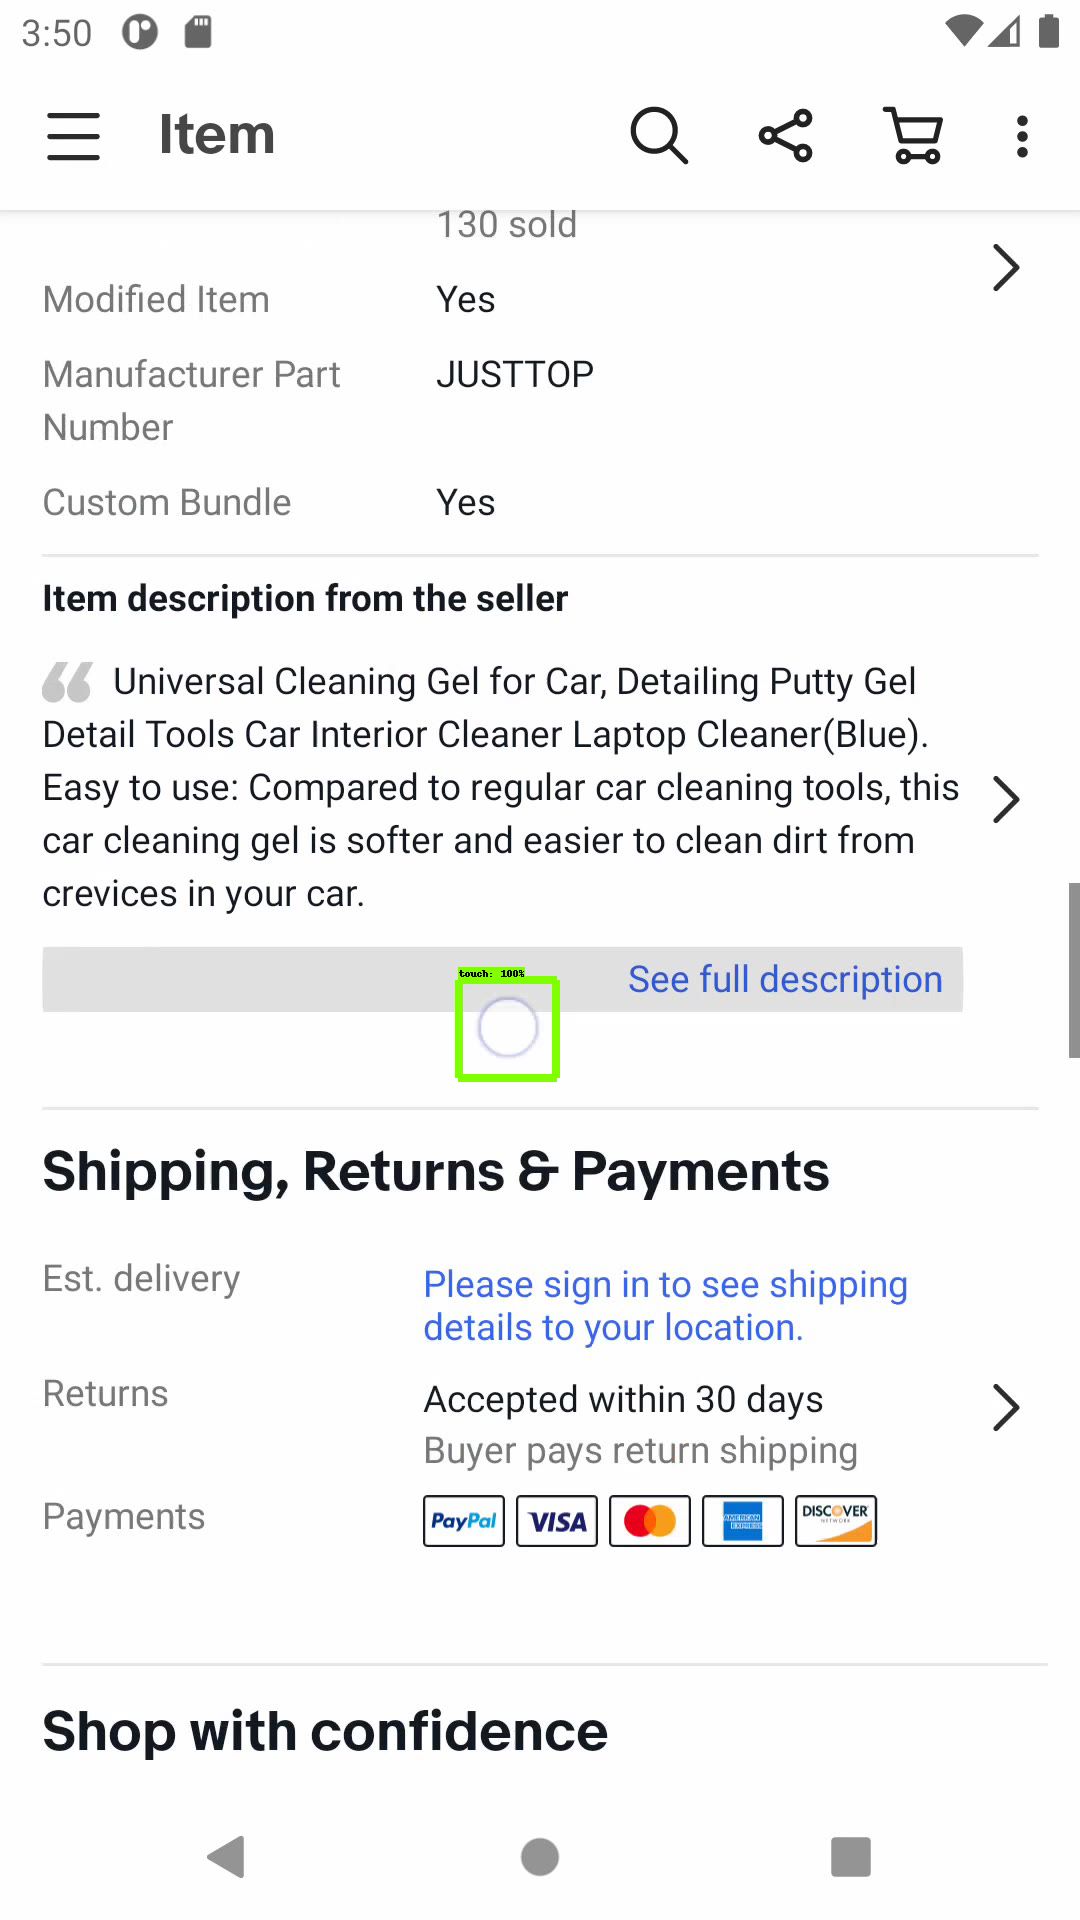 3:50
Item
130 sold
Modified Item Yes
Manufacturer Part Number JUSTTOP
Custom Bundle Yes
Item description from the seller
Universal Cleaning Gel for Car, Detailing Putty Gel
Detail Tools Car Interior Cleaner Laptop Cleaner(Blue).
Easy to use: Compared to regular car cleaning tools, this
car cleaning gel is softer and easier to clean dirt from
crevices in your car.
touch: 100%
See full description
Shipping, Returns & Payments
Est. delivery Please sign in to see shipping
details to your location.
Returns Accepted within 30 days
Buyer pays return shipping
Payments PayPal VISA AMERICAN EXPRESS DISCOVER NETWORK
Shop with confidence